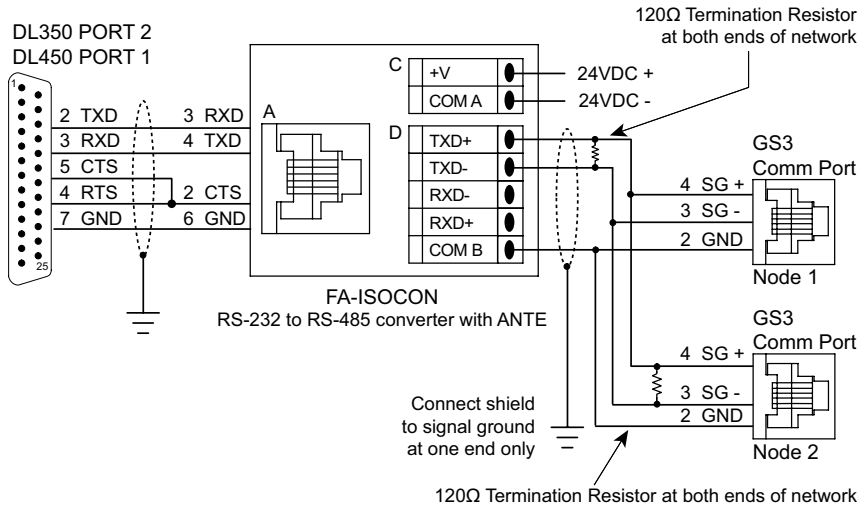 120Ω Termination Resistor
at both ends of network
DL350 PORT 2
DL450 PORT 1
1
25
2 TXD
3 RXD
5 CTS
4 RTS
7 GND
3 RXD
4 TXD
2 CTS
6 GND
A
C
+V
COM A
24VDC +
24VDC -
D
TXD+
TXD-
RXD-
RXD+
COM B
FA-ISOCON
RS-232 to RS-485 converter with ANTE
GS3
Comm Port
4 SG +
3 SG -
2 GND
Node 1
GS3
Comm Port
4 SG +
3 SG -
2 GND
Node 2
Connect shield
to signal ground
at one end only
120Ω Termination Resistor at both ends of network